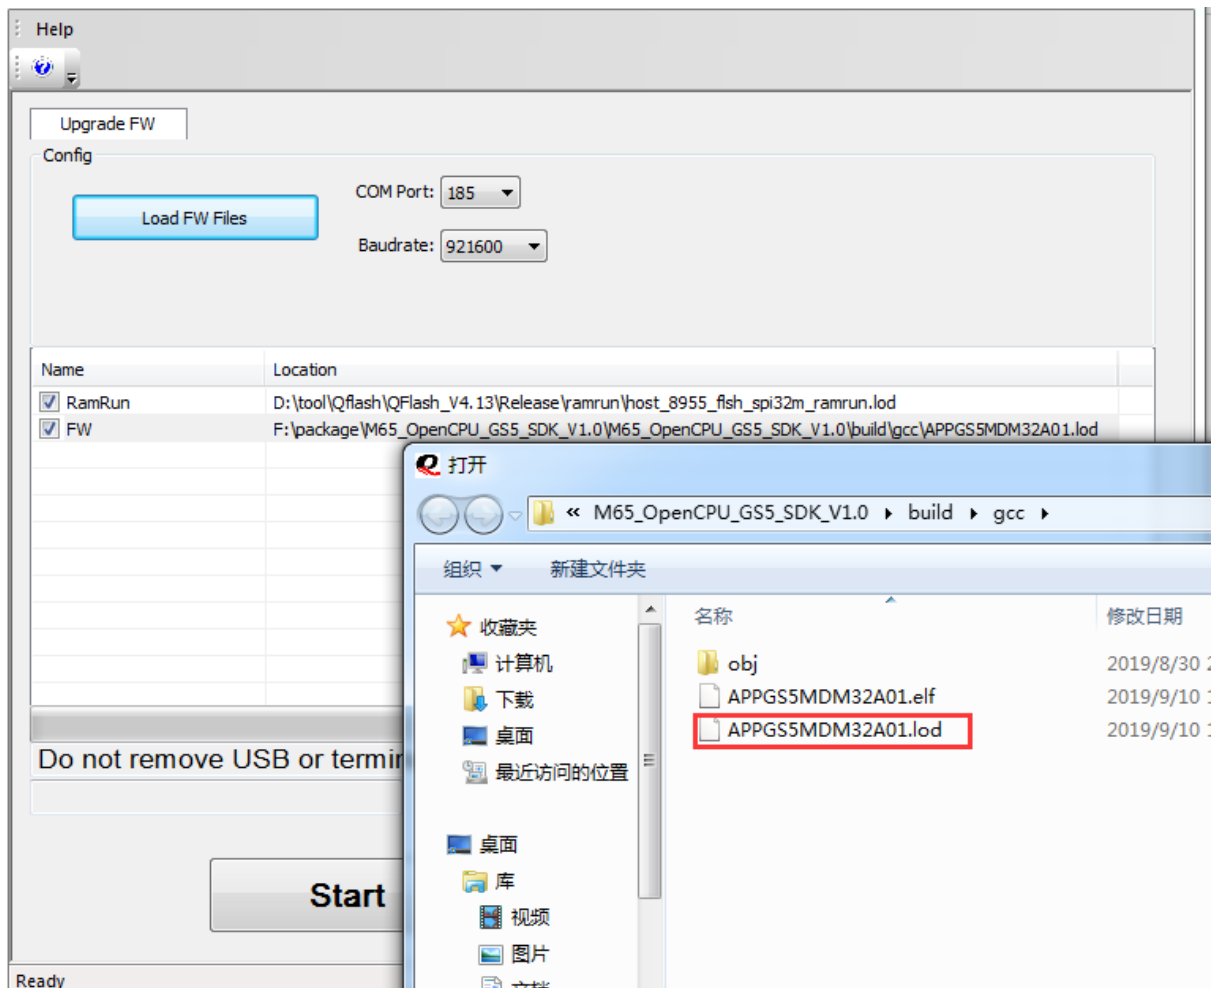 Help
Upgrade FW
Config
Load FW Files
COM Port: 185
Baudrate: 921600
Name Location
RamRun D:\tool\Qflash\QFlash_V4.13\Release\ramrun\host_8955_flsh_spi32m_ramrun.lod
FW F:\package\M65_OpenCPU_GS5_SDK_V1.0\M65_OpenCPU_GS5_SDK_V1.0\build\gcc\APPGS5MDM32A01.lod
打开
« M65_OpenCPU_GS5_SDK_V1.0 build gcc
组织 新建文件夹
名称 修改日期
收藏夹
计算机
下载
桌面
最近访问的位置
obj 2019/8/30
APPGS5MDM32A01.elf 2019/9/10
APPGS5MDM32A01.lod 2019/9/10
Do not remove USB or
桌面
库
视频
图片
Start
Ready